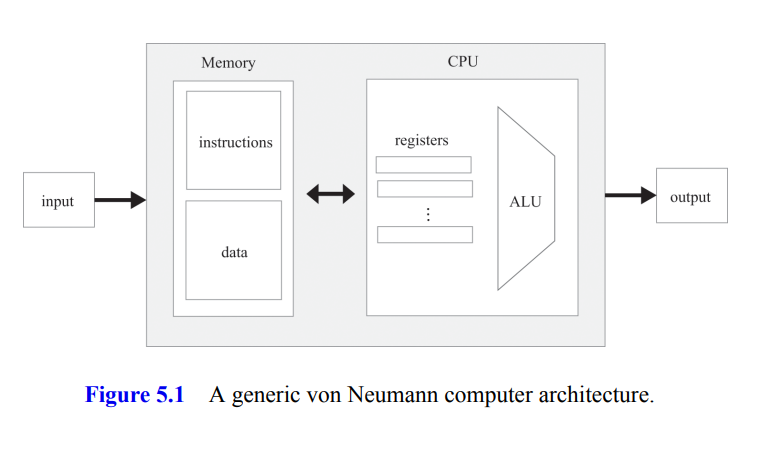 Memory
CPU
instructions
registers
input
ALU
output
data
Figure 5.1 A generic von Neumann computer architecture.